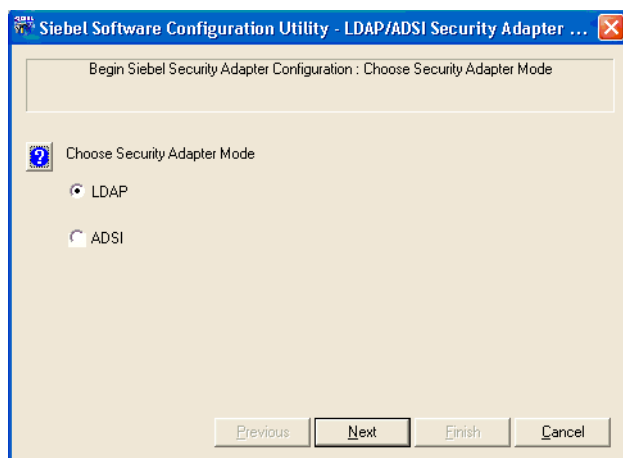 Siebel Software Configuration Utility - LDAP/ADSI Security Adapter ...
Begin Siebel Security Adapter Configuration : Choose Security Adapter Mode
Choose Security Adapter Mode
LDAP
ADSI
Previous Next Finish Cancel